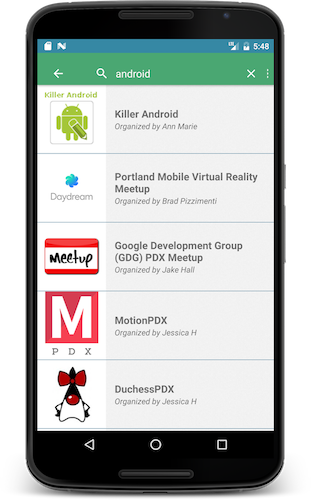 5:48
android
Killer Android
Killer Android
Organized by Ann Marie
Daydream
Portland Mobile Virtual Reality
Meetup
Organized by Brad Pizzimenti
Meetup
Google Development Group
(GDG) PDX Meetup
Organized by Jake Hall
M
P D X
MotionPDX
Organized by Jessica H
DuchessPDX
Organized by Jessica H